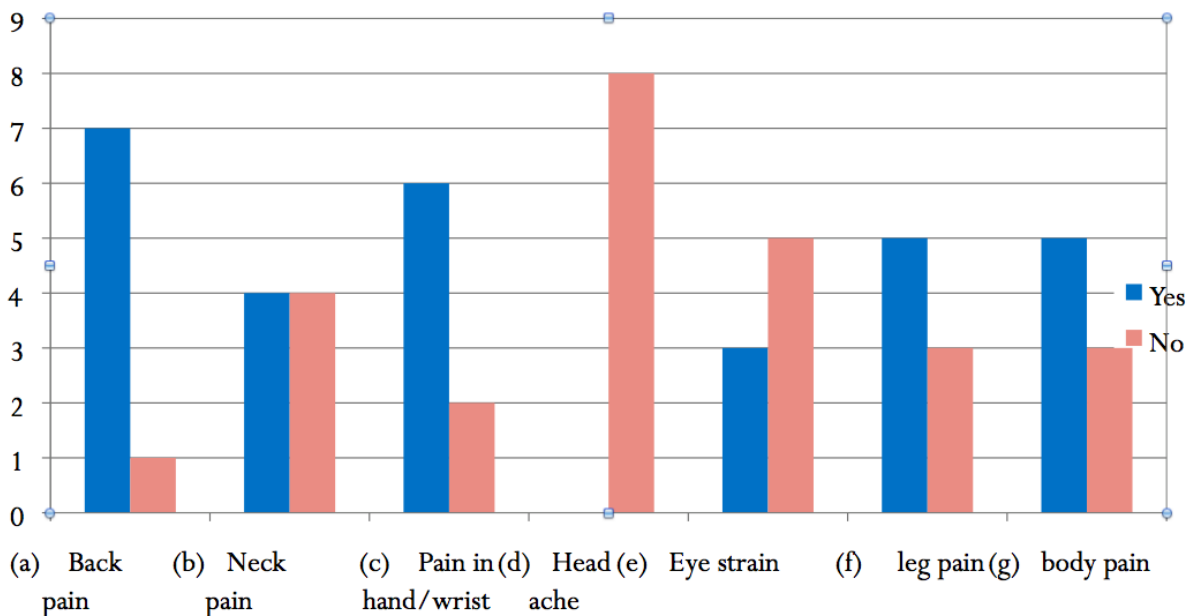 9
8
7
6
5
4
3
2
1
0
Yes
No
(a) Back (b) Neck (c) Pain in (d) Head (e) Eye strain (f) leg pain (g) body pain
pain pain hand/wrist ache